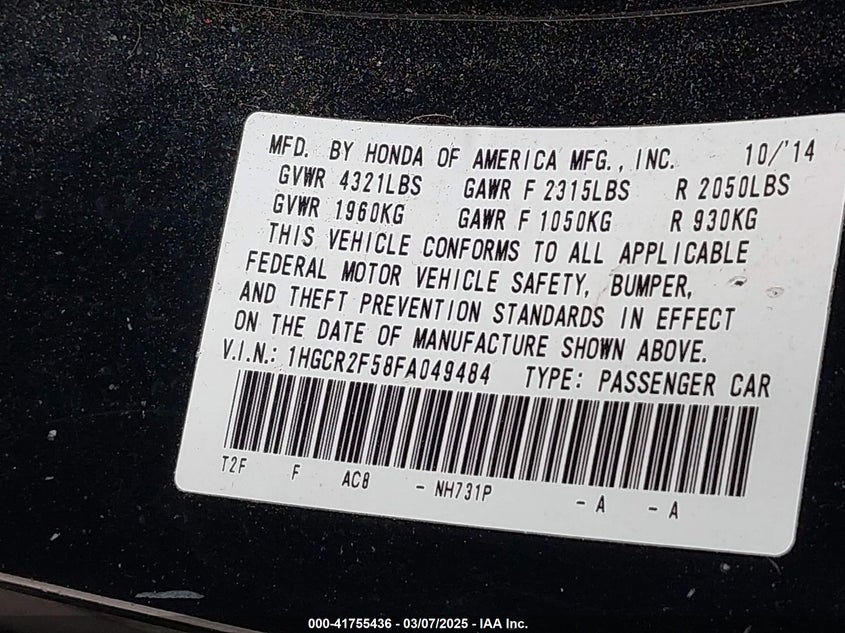 MFD. BY HONDA OF AMERICA MFG., INC. 10/'14
GVWR 4321LBS GAWR F 2315LBS R 2050LBS
GVWR 1960KG GAWR F 1050KG R 930KG
THIS VEHICLE CONFORMS TO ALL APPLICABLE
FEDERAL MOTOR VEHICLE SAFETY, BUMPER,
AND THEFT PREVENTION STANDARDS IN EFFECT
ON THE DATE OF MANUFACTURE SHOWN ABOVE.
V.I.N.: 1HGCR2F58FA049484 TYPE: PASSENGER CAR
T2F F AC8 - NH731P - A - A
000-41755436 - 03/07/2025 - IAA Inc.